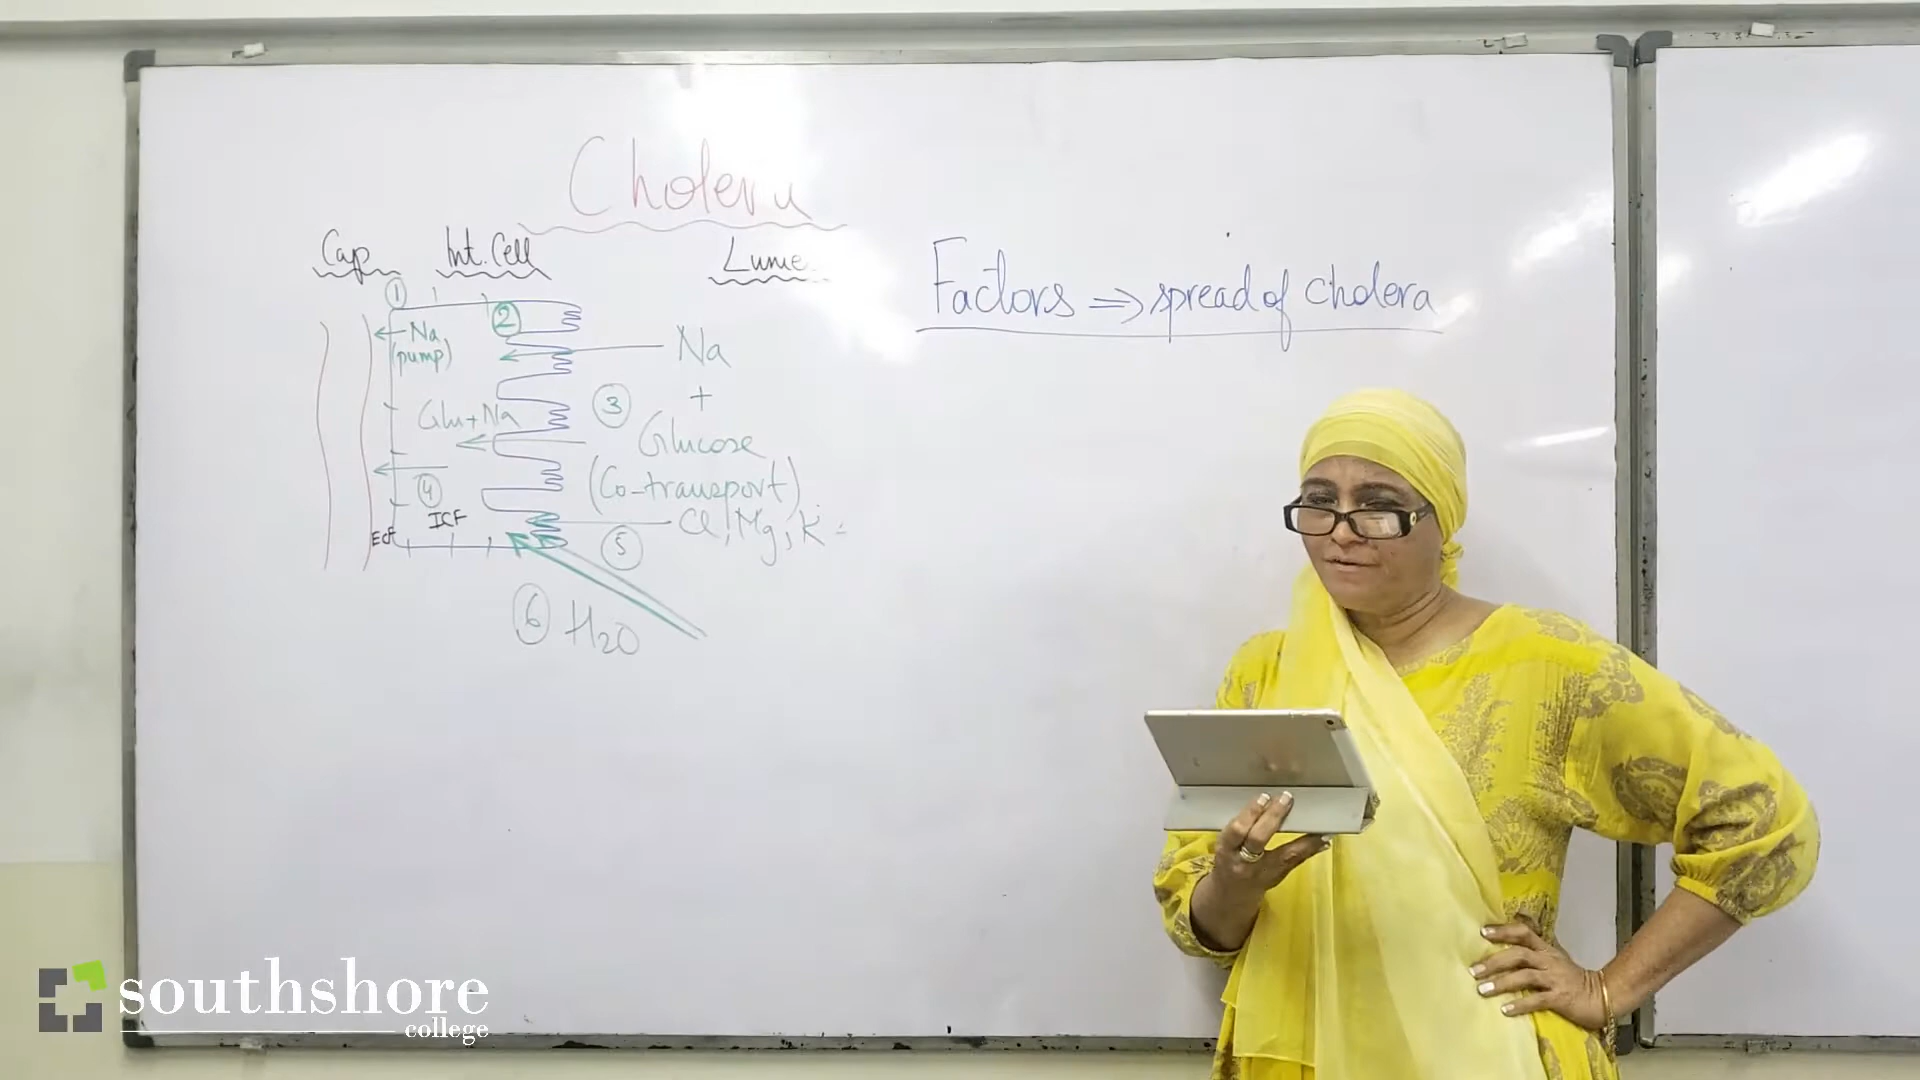 Cholera
Cap Int. Cell Lume
1
2
Na
(pump)
Na
+
3
Glu + Na
Glucose
(Co-transport)
4
ICF
Ecf
Cl, Mg, K
5
6 H2O
Factors ⇒ spread of cholera
southshore
college